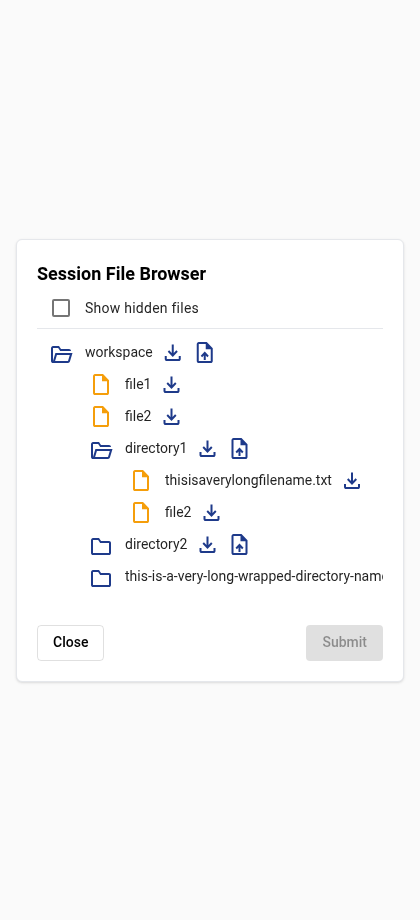 Session File Browser
Show hidden files
workspace
file1
file2
directory1
thisisaverylongfilename.txt
file2
directory2
this-is-a-very-long-wrapped-directory-nam
Close
Submit